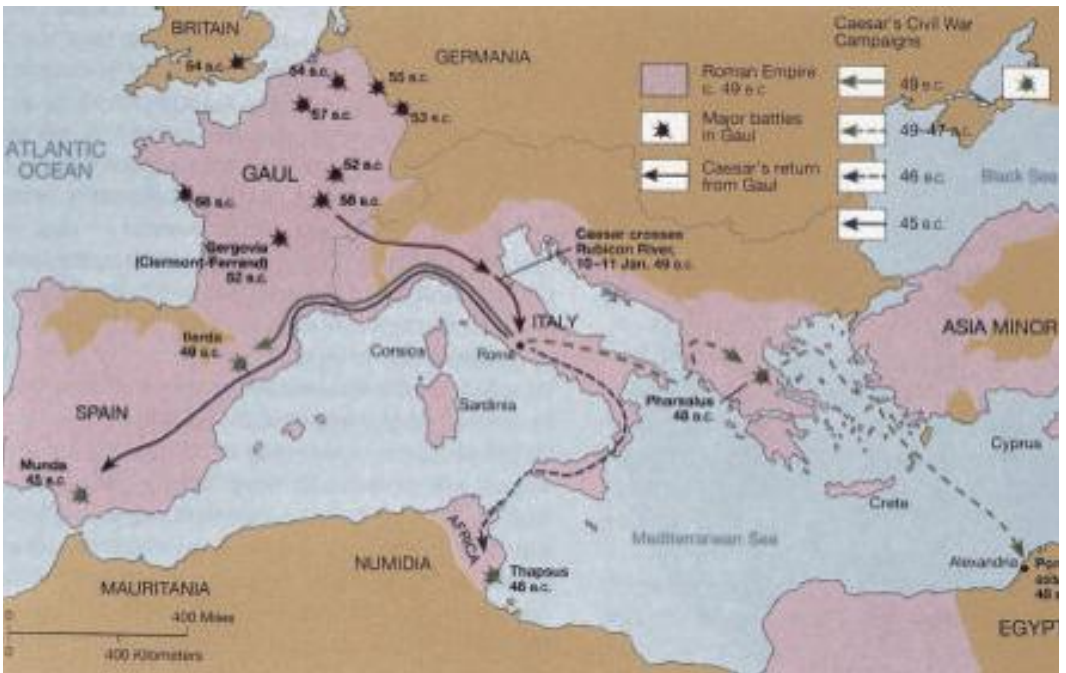 BRITAIN
54 B.C.
GERMANIA
54 B.C.
55 B.C.
57 B.C.
53 B.C.
ATLANTIC
OCEAN
GAUL
52 B.C.
56 B.C.
58 B.C.
Gergovia
(Clermont-Ferrand)
52 B.C.
Caesar crosses
Rubicon River,
10–11 Jan. 49 B.C.
Roman Empire
c. 49 B.C.
Major battles
in Gaul
Caesar's return
from Gaul
Caesar's Civil War
Campaigns
49 B.C.
49–47 B.C.
46 B.C.
45 B.C.
Black Sea
ITALY
Rome
Corsica
Sardinia
Ilerda
49 B.C.
SPAIN
Munda
45 B.C.
Pharsalus
48 B.C.
ASIA MINOR
Cyprus
Crete
Mediterranean Sea
AFRICA
Thapsus
46 B.C.
NUMIDIA
MAURITANIA
Alexandria
EGYPT
400 Miles
400 Kilometers